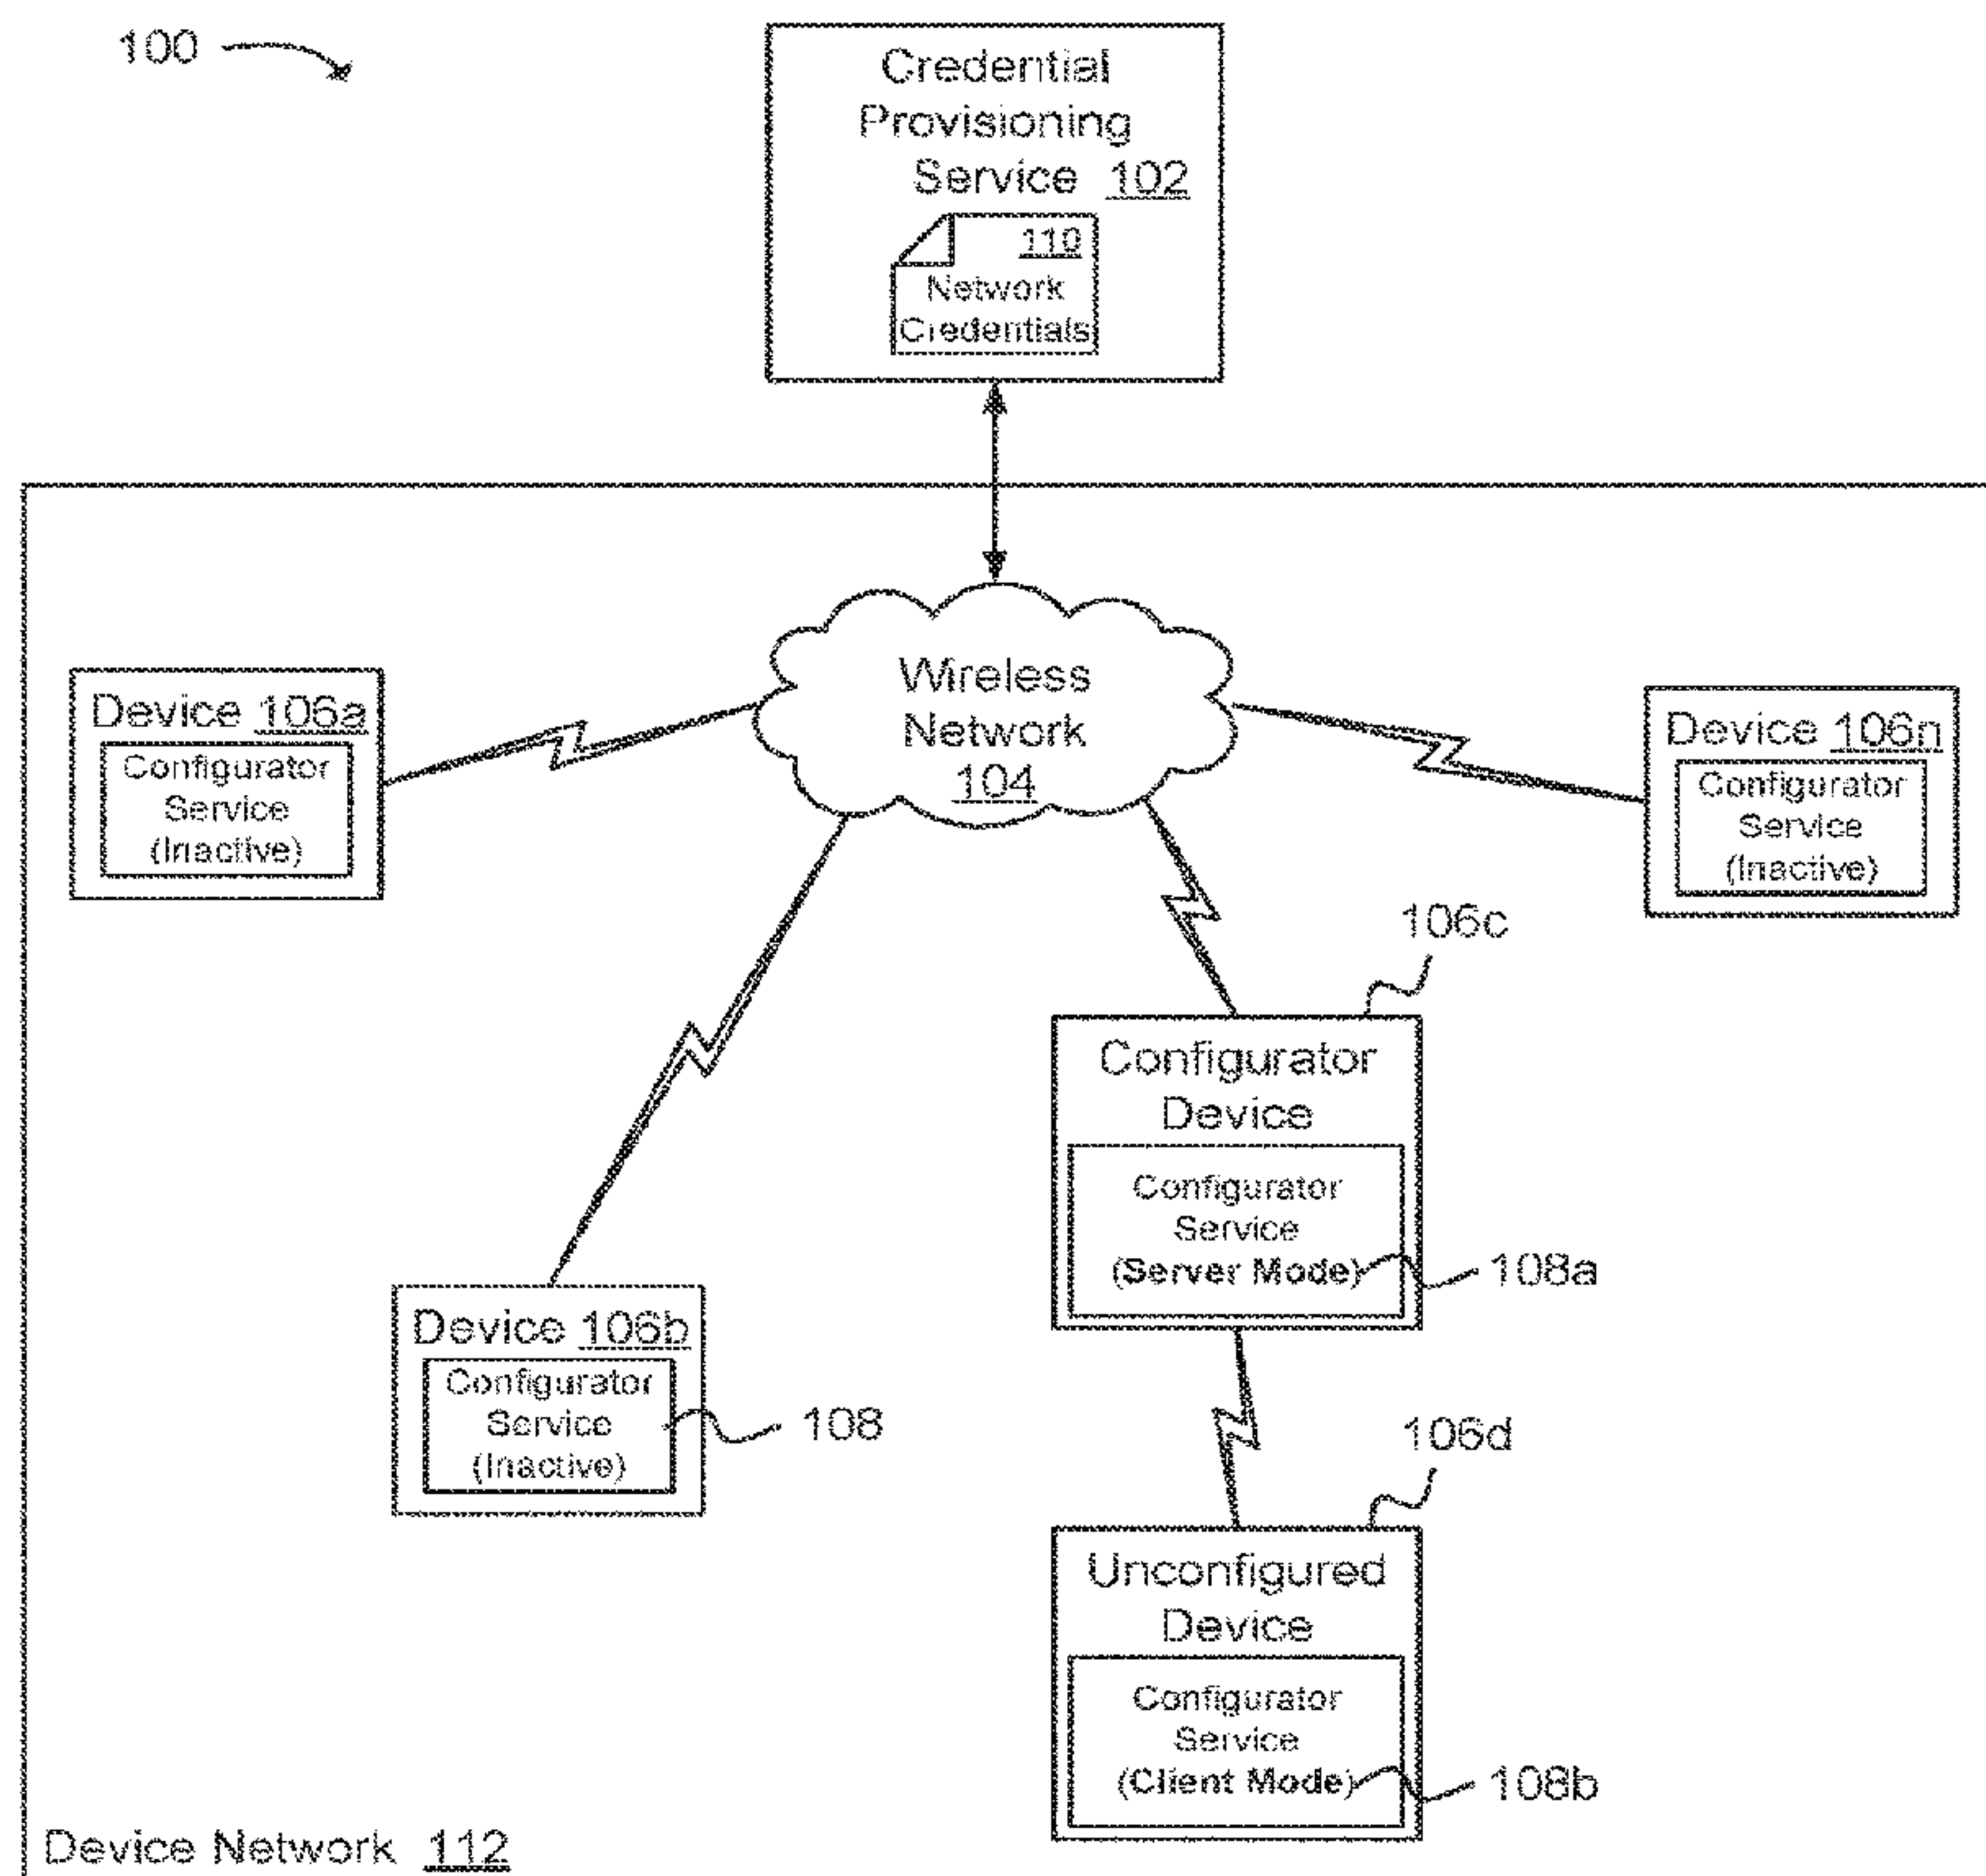 100
Credential
Provisioning
Service 102
110
Network
Credentials
Wireless
Network
104
Device 106a
Configurator
Service
(Inactive)
Device 106n
Configurator
Service
(Inactive)
106c
Configurator
Device
Configurator
Service
(Server Mode)
108a
Device 106b
Configurator
Service
(Inactive)
108
106d
Unconfigured
Device
Configurator
Service
(Client Mode)
108b
Device Network 112